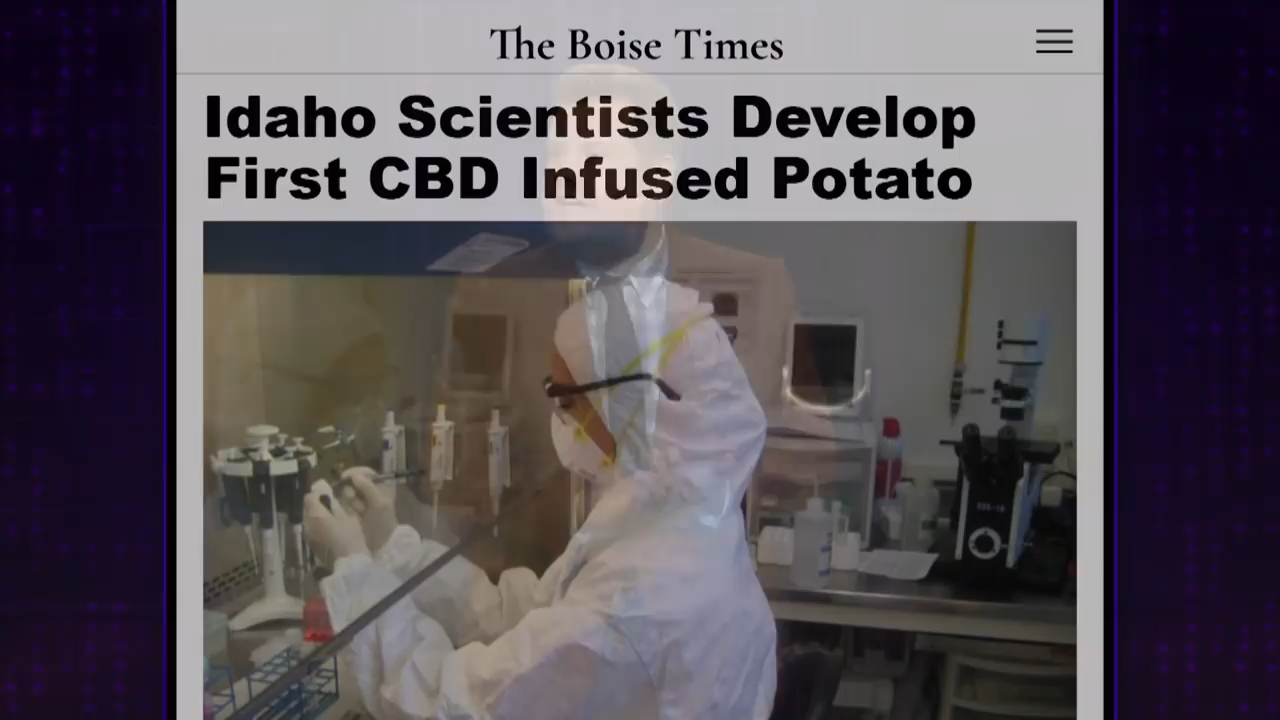 The Boise Times
Idaho Scientists Develop
First CBD Infused Potato